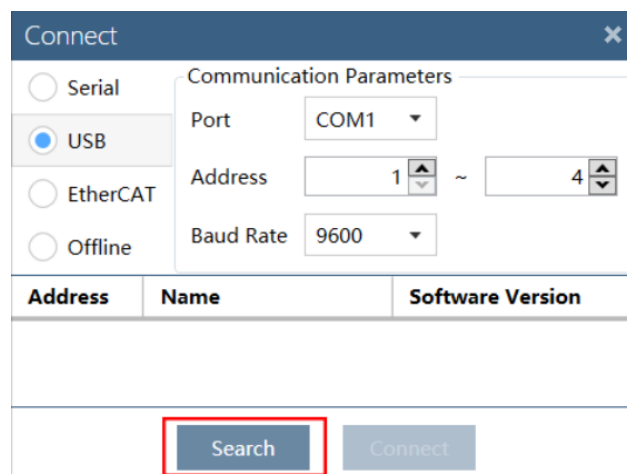 Connect
Serial
USB
EtherCAT
Offline
Communication Parameters
Port COM1
Address 1 ~ 4
Baud Rate 9600
Address Name Software Version
Search Connect